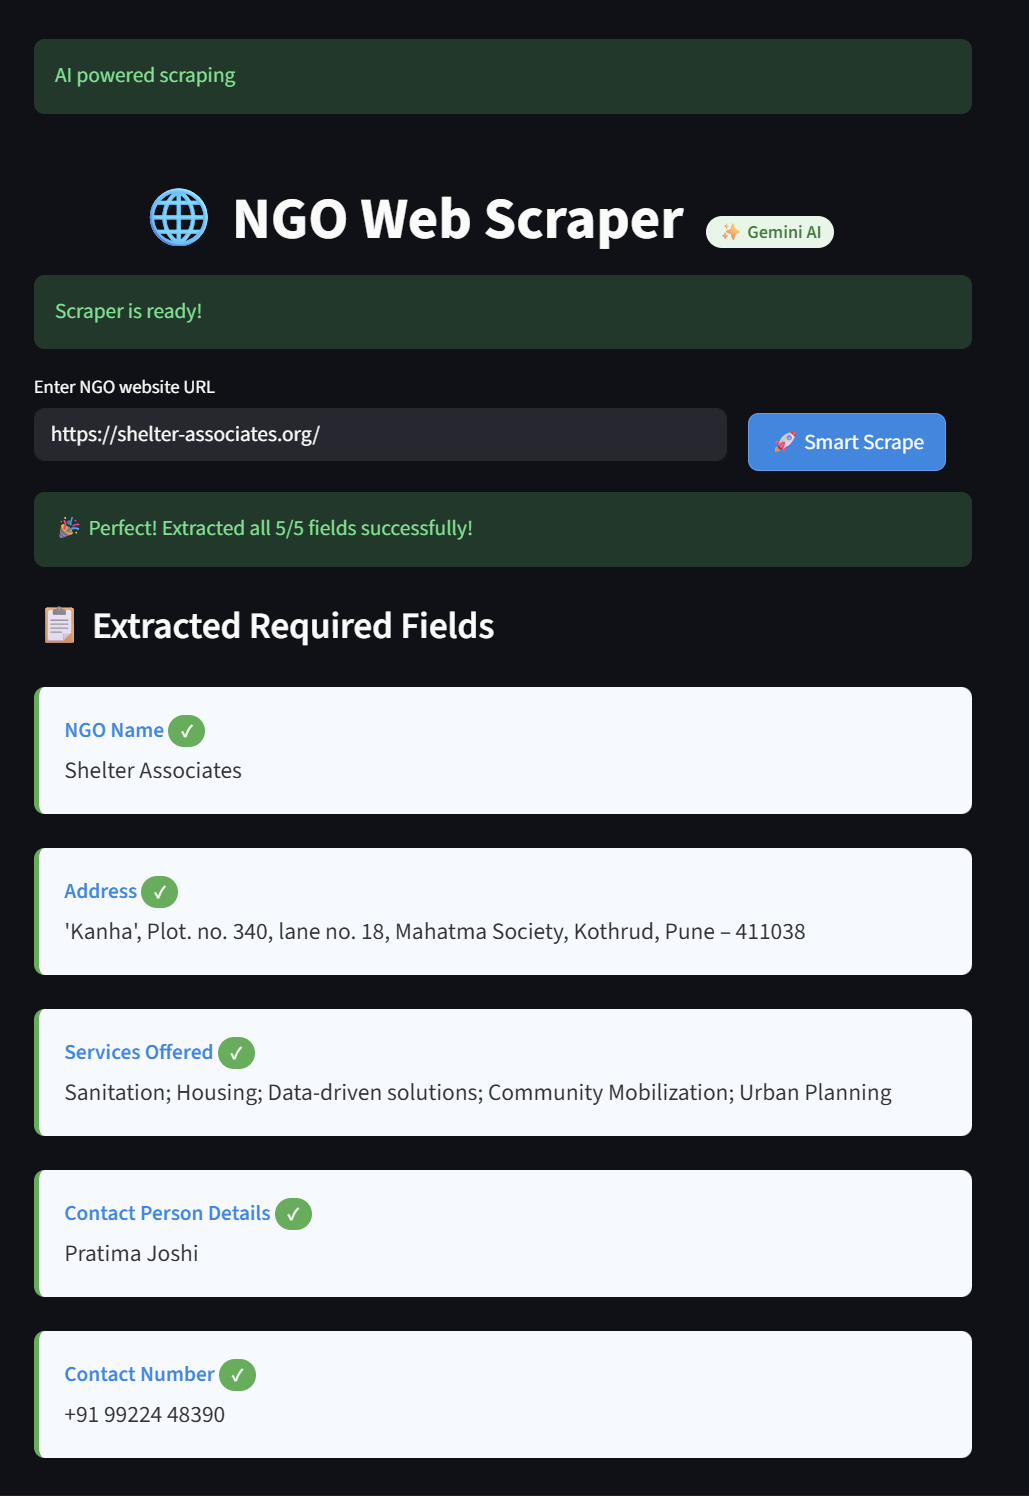 AI powered scraping
🌐 NGO Web Scraper ✨ Gemini AI
Scraper is ready!
Enter NGO website URL
https://shelter-associates.org/ 🚀 Smart Scrape
🎉 Perfect! Extracted all 5/5 fields successfully!
📋 Extracted Required Fields
NGO Name ✓
Shelter Associates
Address ✓
'Kanha', Plot. no. 340, lane no. 18, Mahatma Society, Kothrud, Pune – 411038
Services Offered ✓
Sanitation; Housing; Data-driven solutions; Community Mobilization; Urban Planning
Contact Person Details ✓
Pratima Joshi
Contact Number ✓
+91 99224 48390